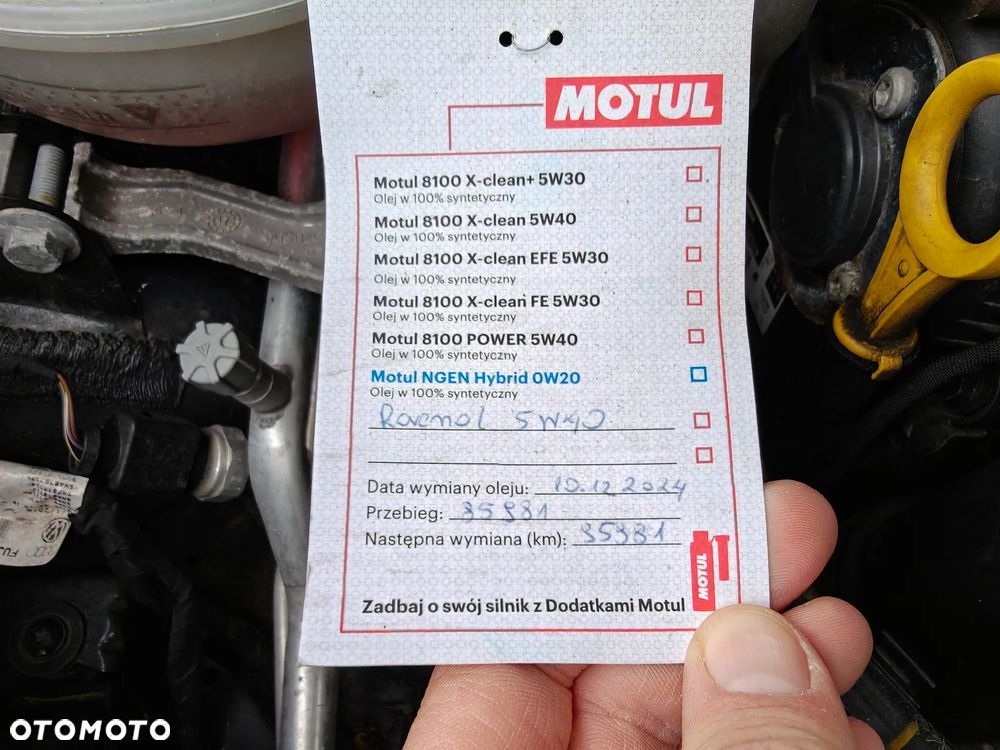 MOTUL
Motul 8100 X-clean+ 5W30
Olej w 100% syntetyczny
Motul 8100 X-clean 5W40
Olej w 100% syntetyczny
Motul 8100 X-clean EFE 5W30
Olej w 100% syntetyczny
Motul 8100 X-clean FE 5W30
Olej w 100% syntetyczny
Motul 8100 POWER 5W40
Olej w 100% syntetyczny
Motul NGEN Hybrid 0W20
Olej w 100% syntetyczny
Ravenol 5W40
Data wymiany oleju: 10.12.2024
Przebieg:
Następna wymiana (km):
MOTUL
Zadbaj o swój silnik z Dodatkami Motul
OTOMOTO